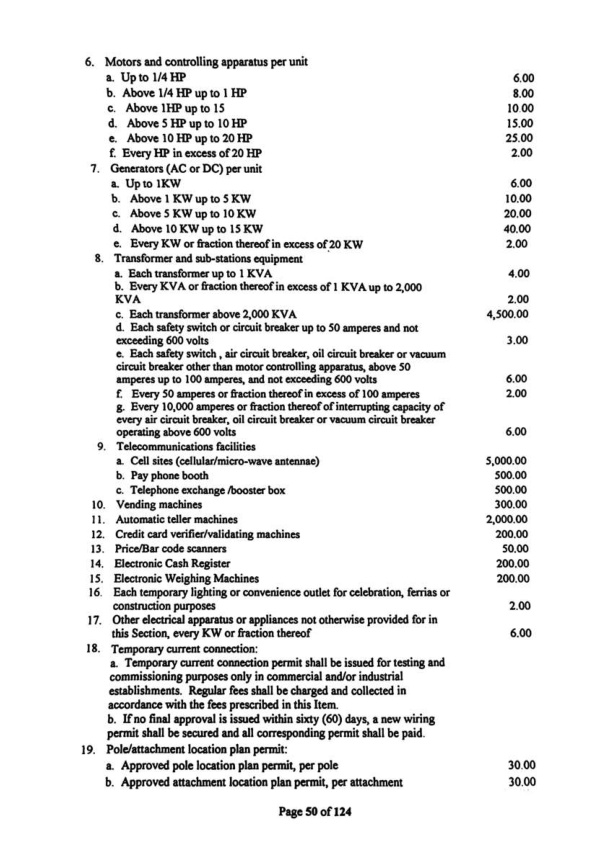 6. Motors and controlling apparatus per unit
a. Up to 1/4 HP 6.00
b. Above 1/4 HP up to 1 HP 8.00
c. Above 1HP up to 15 10 00
d. Above 5 HP up to 10 HP 15.00
e. Above 10 HP up to 20 HP 25.00
f. Every HP in excess of 20 HP 2.00
7. Generators (AC or DC) per unit
a. Up to 1KW 6.00
b. Above 1 KW up to 5 KW 10.00
c. Above 5 KW up to 10 KW 20.00
d. Above 10 KW up to 15 KW 40.00
e. Every KW or fraction thereof in excess of 20 KW 2.00
8. Transformer and sub-stations equipment
a. Each transformer up to 1 KVA 4.00
b. Every KVA or fraction thereof in excess of 1 KVA up to 2,000
KVA 2.00
c. Each transformer above 2,000 KVA 4,500.00
d. Each safety switch or circuit breaker up to 50 amperes and not
exceeding 600 volts 3.00
e. Each safety switch , air circuit breaker, oil circuit breaker or vacuum
circuit breaker other than motor controlling apparatus, above 50
amperes up to 100 amperes, and not exceeding 600 volts 6.00
f. Every 50 amperes or fraction thereof in excess of 100 amperes 2.00
g. Every 10,000 amperes or fraction thereof of interrupting capacity of
every air circuit breaker, oil circuit breaker or vacuum circuit breaker
operating above 600 volts 6.00
9. Telecommunications facilities
a. Cell sites (cellular/micro-wave antennae) 5,000.00
b. Pay phone booth 500.00
c. Telephone exchange /booster box 500.00
10. Vending machines 300.00
11. Automatic teller machines 2,000.00
12. Credit card verifier/validating machines 200.00
13. Price/Bar code scanners 50.00
14. Electronic Cash Register 200.00
15. Electronic Weighing Machines 200.00
16. Each temporary lighting or convenience outlet for celebration, ferrias or
construction purposes 2.00
17. Other electrical apparatus or appliances not otherwise provided for in
this Section, every KW or fraction thereof 6.00
18. Temporary current connection:
a. Temporary current connection permit shall be issued for testing and
commissioning purposes only in commercial and/or industrial
establishments. Regular fees shall be charged and collected in
accordance with the fees prescribed in this Item.
b. If no final approval is issued within sixty (60) days, a new wiring
permit shall be secured and all corresponding permit shall be paid.
19. Pole/attachment location plan permit:
a. Approved pole location plan permit, per pole 30.00
b. Approved attachment location plan permit, per attachment 30.00
Page 50 of 124